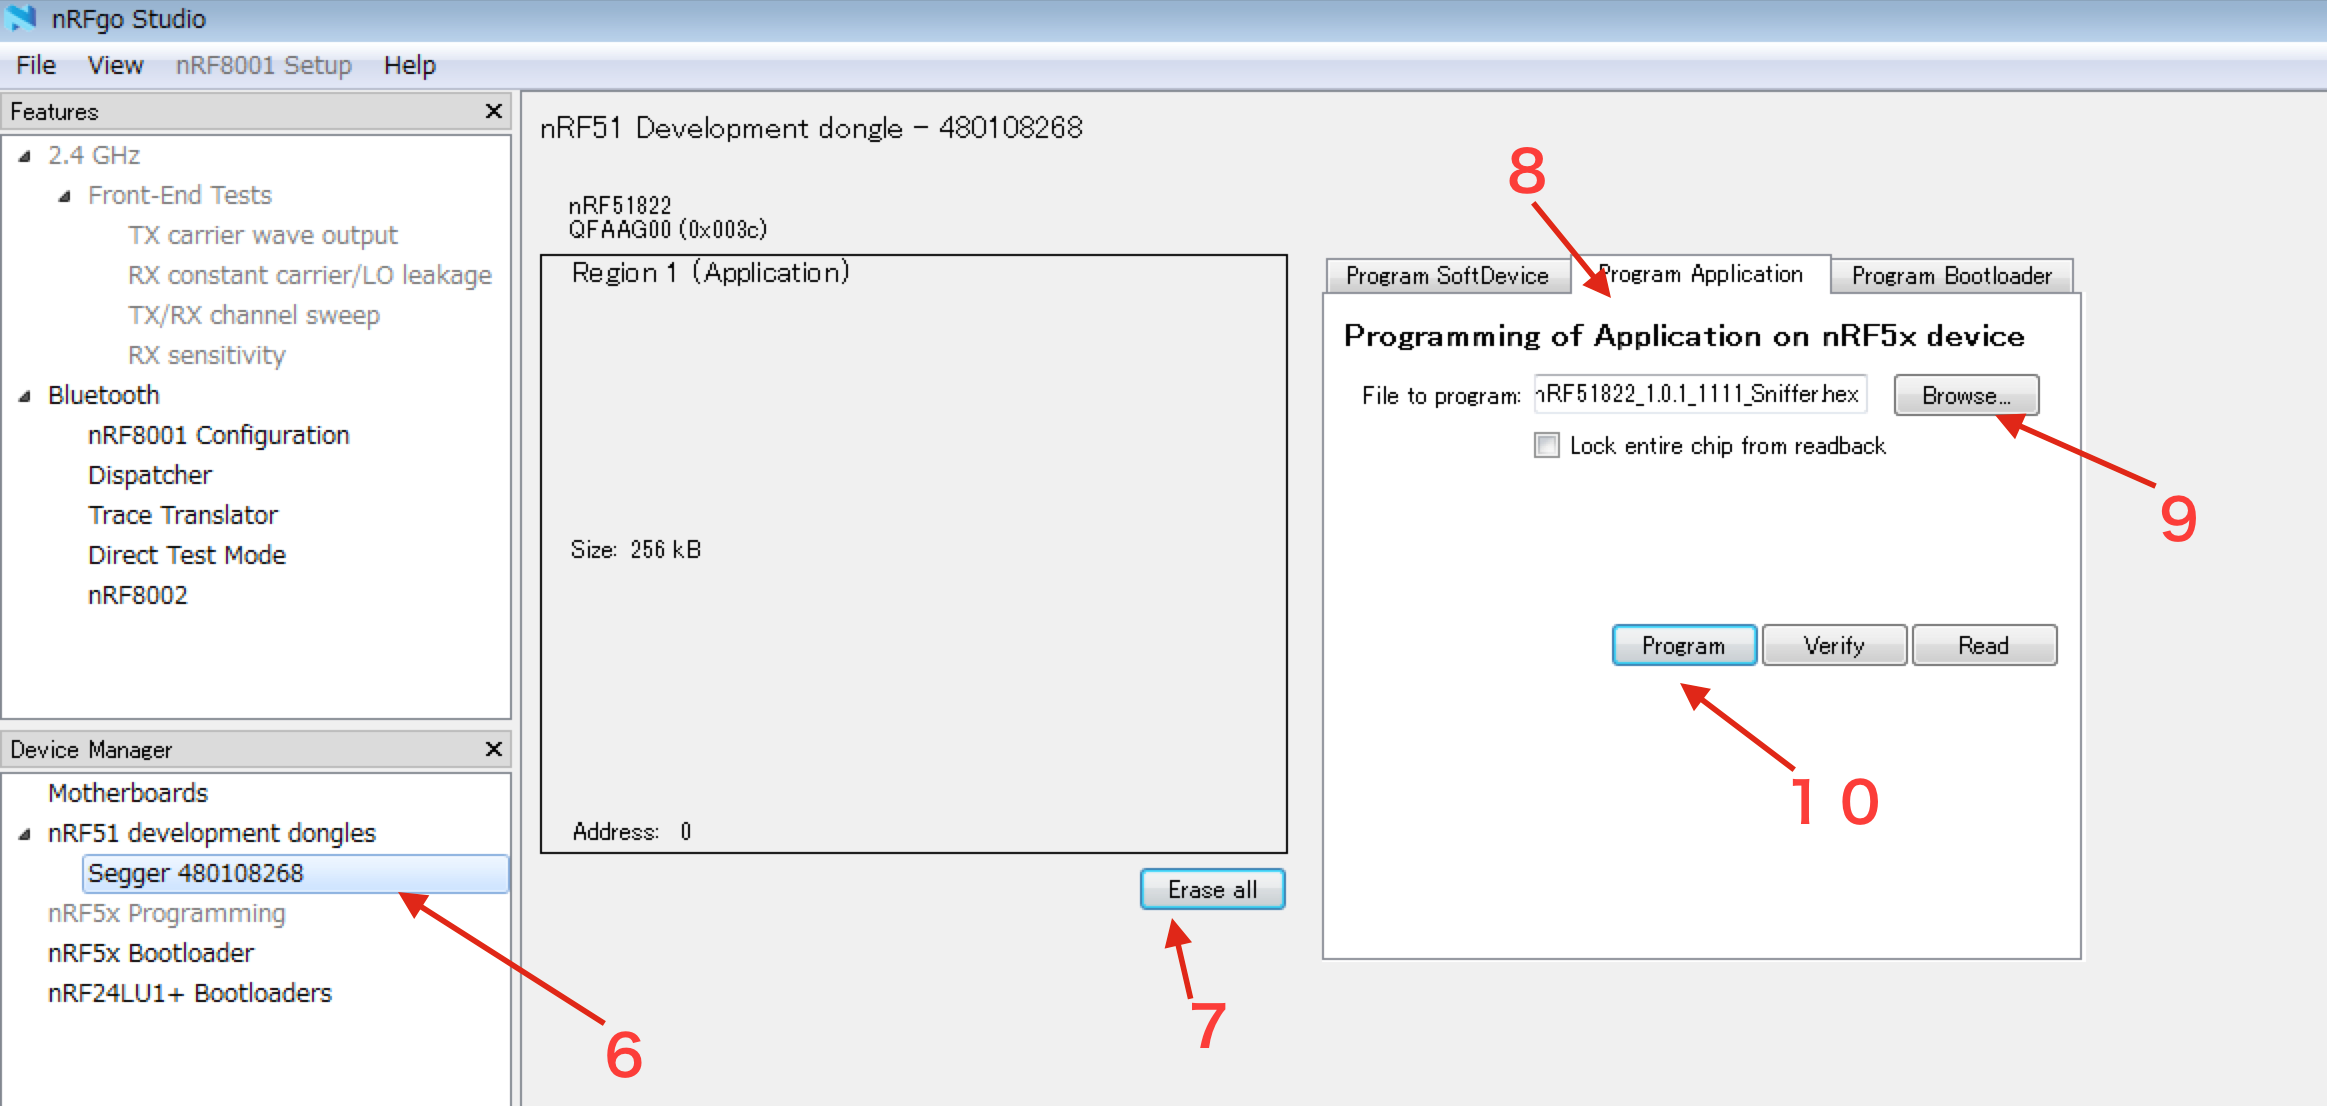 nRFgo Studio
File View nRF8001 Setup Help
Features
2.4 GHz
Front-End Tests
TX carrier wave output
RX constant carrier/LO leakage
TX/RX channel sweep
RX sensitivity
Bluetooth
nRF8001 Configuration
Dispatcher
Trace Translator
Direct Test Mode
nRF8002
Device Manager
Motherboards
nRF51 development dongles
Segger 480108268
nRF5x Programming
nRF5x Bootloader
nRF24LU1+ Bootloaders
6
nRF51 Development dongle - 480108268
nRF51822
QFAAG00 (0x003c)
Region 1 (Application)
Size: 256 kB
Address: 0
Erase all
7
8
Program SoftDevice Program Application Program Bootloader
Programming of Application on nRF5x device
File to program: nRF51822_1.0.1_1111_Sniffer.hex Browse...
Lock entire chip from readback
9
Program Verify Read
10